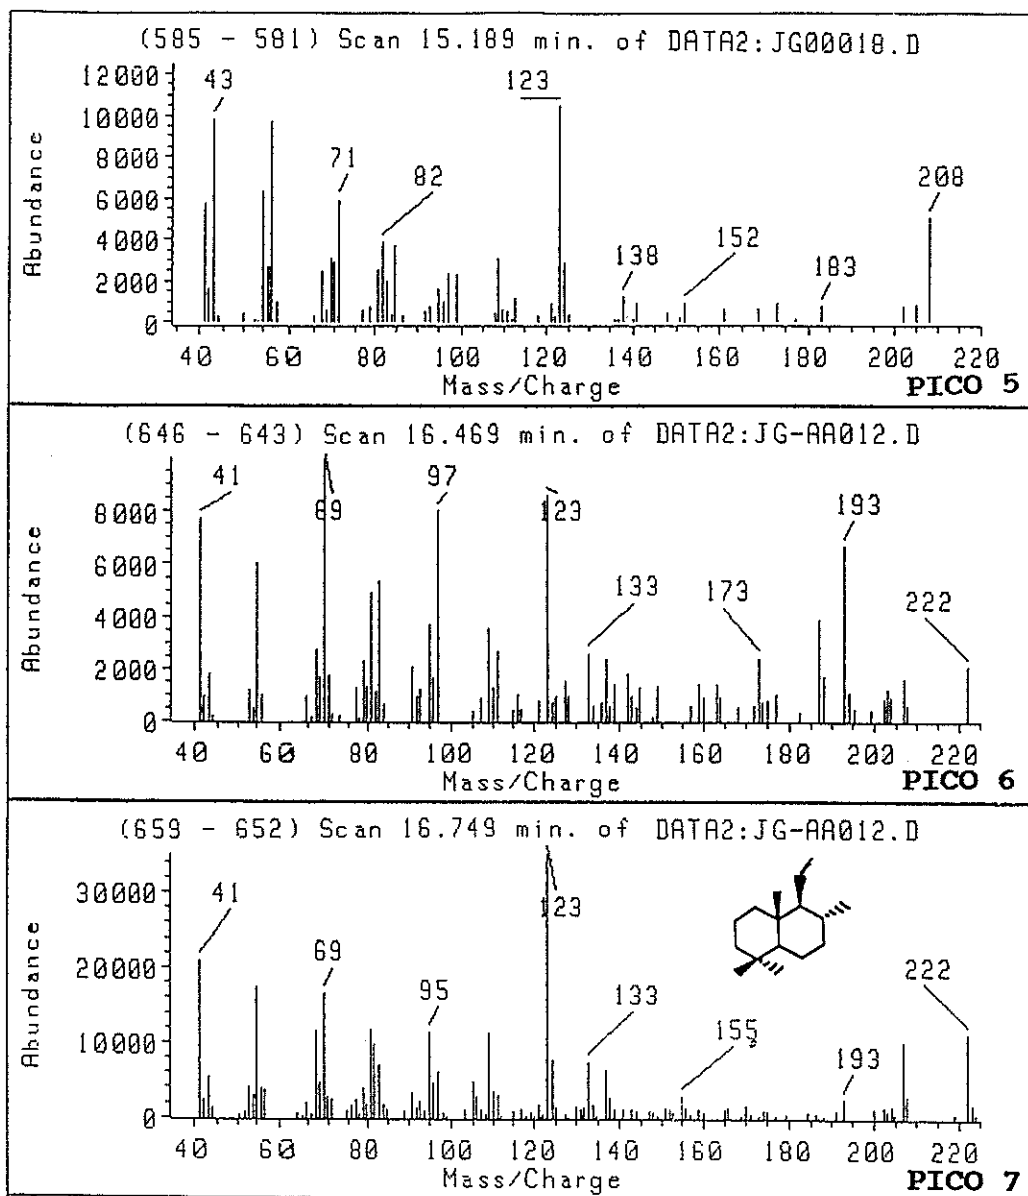 (585 - 581) Scan 15.189 min. of DATA2:JG00018.D
Abundance
12000
10000
8000
6000
4000
2000
0
43
71
82
123
138
152
183
208
40 60 80 100 120 140 160 180 200 220
Mass/Charge
PICO 5
(646 - 643) Scan 16.469 min. of DATA2:JG-AA012.D
Abundance
8000
6000
4000
2000
0
41
69
97
123
133
173
193
222
40 60 80 100 120 140 160 180 200 220
Mass/Charge
PICO 6
(659 - 652) Scan 16.749 min. of DATA2:JG-AA012.D
Abundance
30000
20000
10000
0
41
69
95
123
133
155
193
222
40 60 80 100 120 140 160 180 200 220
Mass/Charge
PICO 7